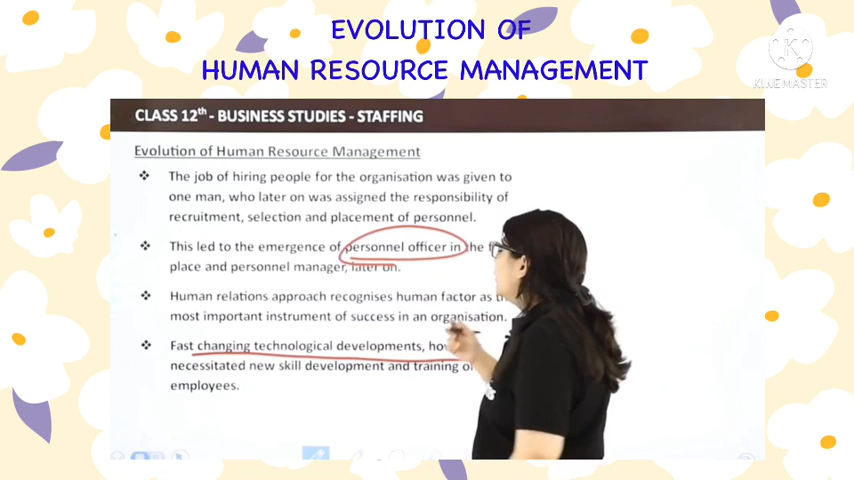 EVOLUTION OF
HUMAN RESOURCE MANAGEMENT
KINEMASTER
CLASS 12th - BUSINESS STUDIES - STAFFING
Evolution of Human Resource Management
❖ The job of hiring people for the organisation was given to
one man, who later on was assigned the responsibility of
recruitment, selection and placement of personnel.
❖ This led to the emergence of personnel officer in the
place and personnel manager, later on.
❖ Human relations approach recognises human factor as
most important instrument of success in an organisation.
❖ Fast changing technological developments,
necessitated new skill development and training
employees.